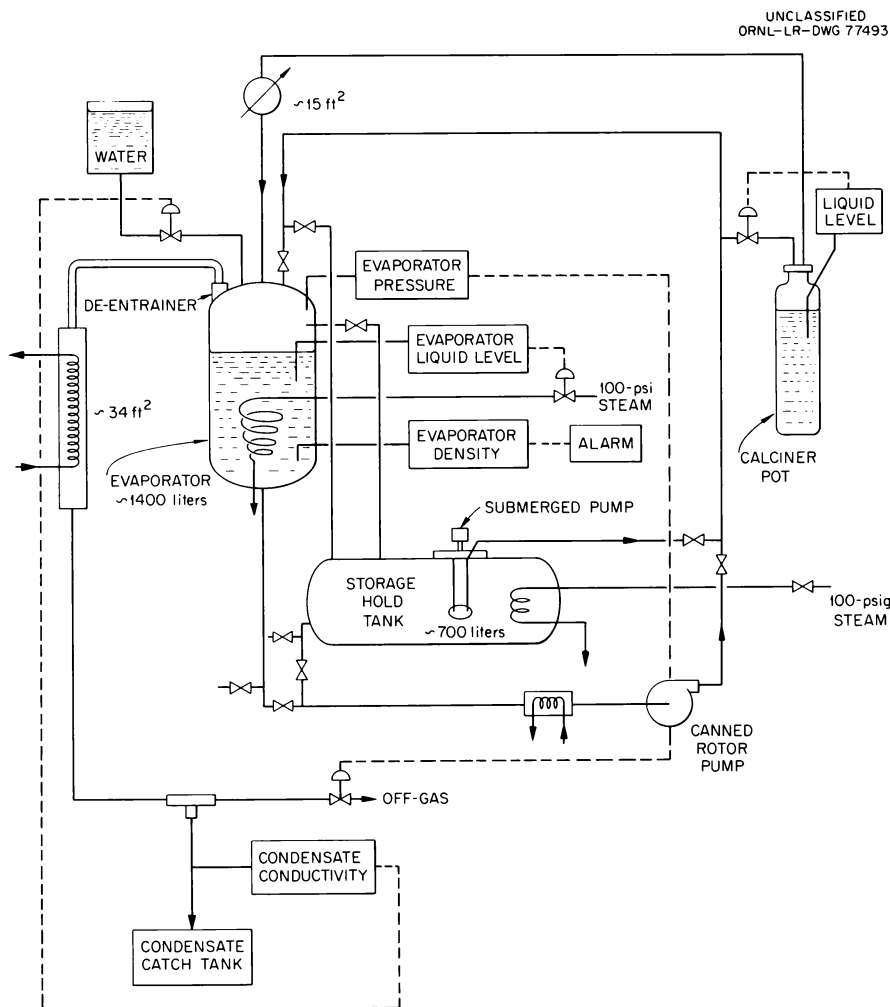 UNCLASSIFIED
ORNL-LR-DWG 77493
~15 ft²
WATER
LIQUID
LEVEL
EVAPORATOR
PRESSURE
DE-ENTRAINER
EVAPORATOR
LIQUID LEVEL
100-psi
STEAM
~34 ft²
EVAPORATOR
DENSITY
ALARM
CALCINER
POT
EVAPORATOR
~1400 liters
SUBMERGED PUMP
STORAGE
HOLD
TANK
~700 liters
100-psig
STEAM
CANNED
ROTOR
PUMP
OFF-GAS
CONDENSATE
CONDUCTIVITY
CONDENSATE
CATCH TANK